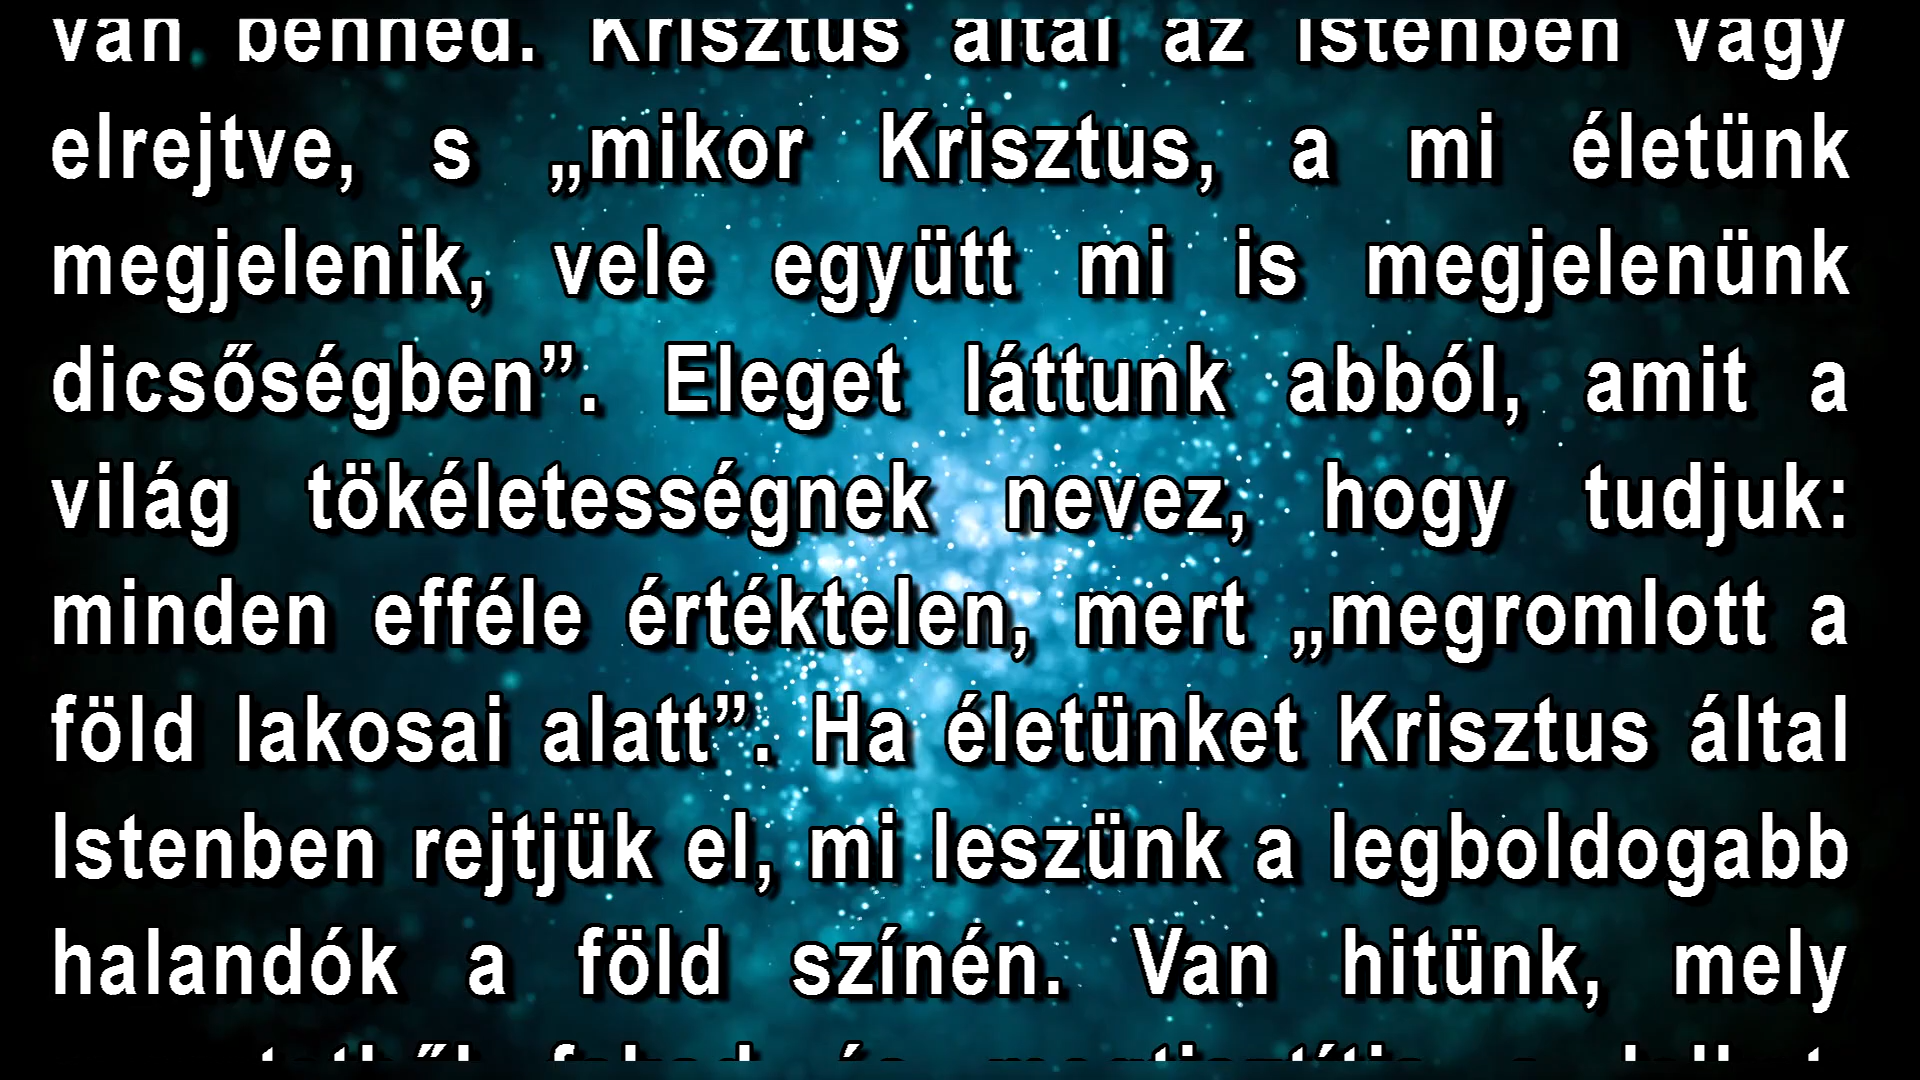 van benned. Krisztus által az Istenben vagy
elrejtve, s „mikor Krisztus, a mi életünk
megjelenik, vele együtt mi is megjelenünk
dicsőségben”. Eleget láttunk abból, amit a
világ tökéletességnek nevez, hogy tudjuk:
minden efféle értéktelen, mert „megromlott a
föld lakosai alatt”. Ha életünket Krisztus által
Istenben rejtjük el, mi leszünk a legboldogabb
halandók a föld színén. Van hitünk, mely